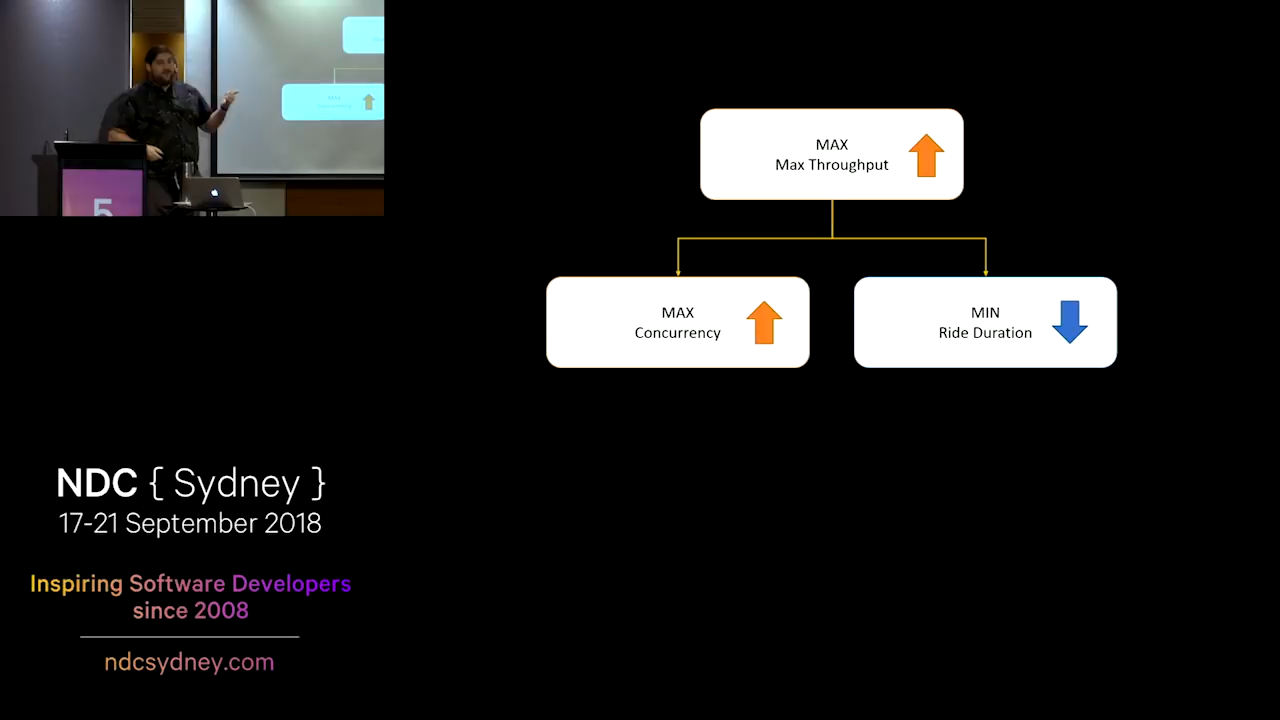 MAX
Max Throughput
MAX
Concurrency
MIN
Ride Duration
5
NDC { Sydney }
17-21 September 2018
Inspiring Software Developers
since 2008
ndcsydney.com